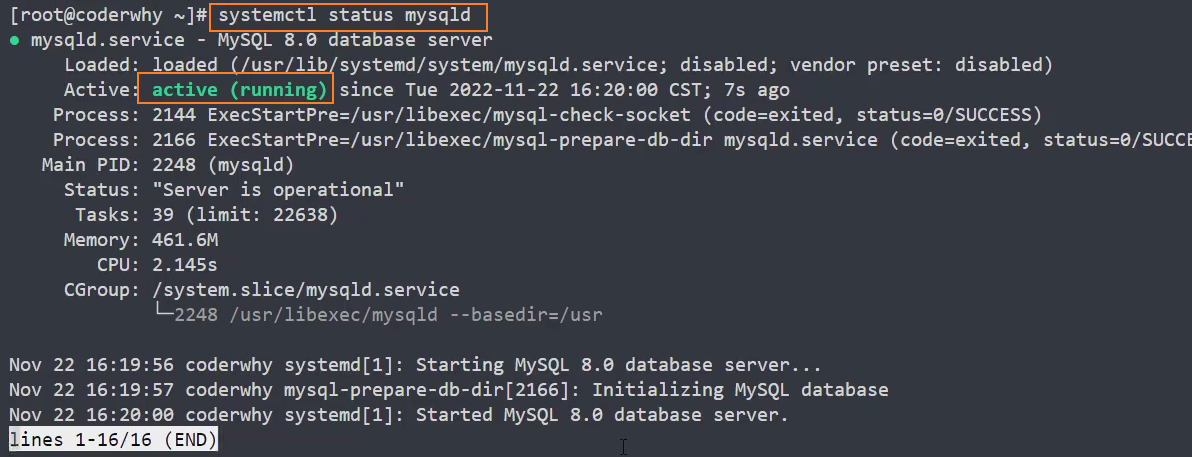 [root@coderwhy ~]# systemctl status mysqld
● mysqld.service - MySQL 8.0 database server
Loaded: loaded (/usr/lib/systemd/system/mysqld.service; disabled; vendor preset: disabled)
Active: active (running) since Tue 2022-11-22 16:20:00 CST; 7s ago
Process: 2144 ExecStartPre=/usr/libexec/mysql-check-socket (code=exited, status=0/SUCCESS)
Process: 2166 ExecStartPre=/usr/libexec/mysql-prepare-db-dir mysqld.service (code=exited, status=0/SUCCE
Main PID: 2248 (mysqld)
Status: "Server is operational"
Tasks: 39 (limit: 22638)
Memory: 461.6M
CPU: 2.145s
CGroup: /system.slice/mysqld.service
└─2248 /usr/libexec/mysqld --basedir=/usr
Nov 22 16:19:56 coderwhy systemd[1]: Starting MySQL 8.0 database server...
Nov 22 16:19:57 coderwhy mysql-prepare-db-dir[2166]: Initializing MySQL database
Nov 22 16:20:00 coderwhy systemd[1]: Started MySQL 8.0 database server.
lines 1-16/16 (END)